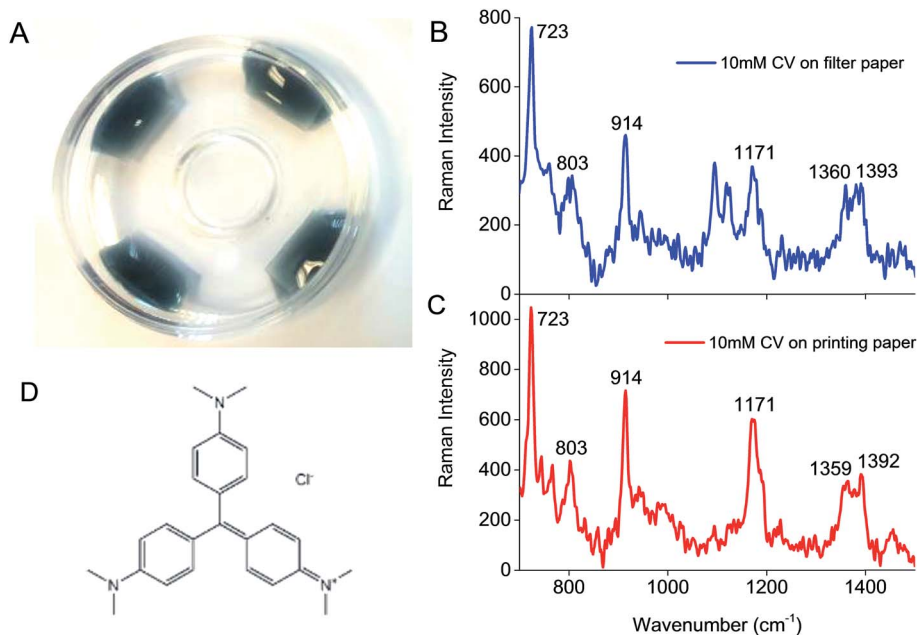 A
B
800
723
10mM CV on filter paper
600
914
400
803
1171
1360
1393
200
0
Raman Intensity
C
1000
723
10mM CV on printing paper
800
914
600
1171
400
803
1359
1392
200
0
Raman Intensity
800
1000
1200
1400
Wavenumber (cm⁻¹)
D
N
Cl⁻
N
N⁺